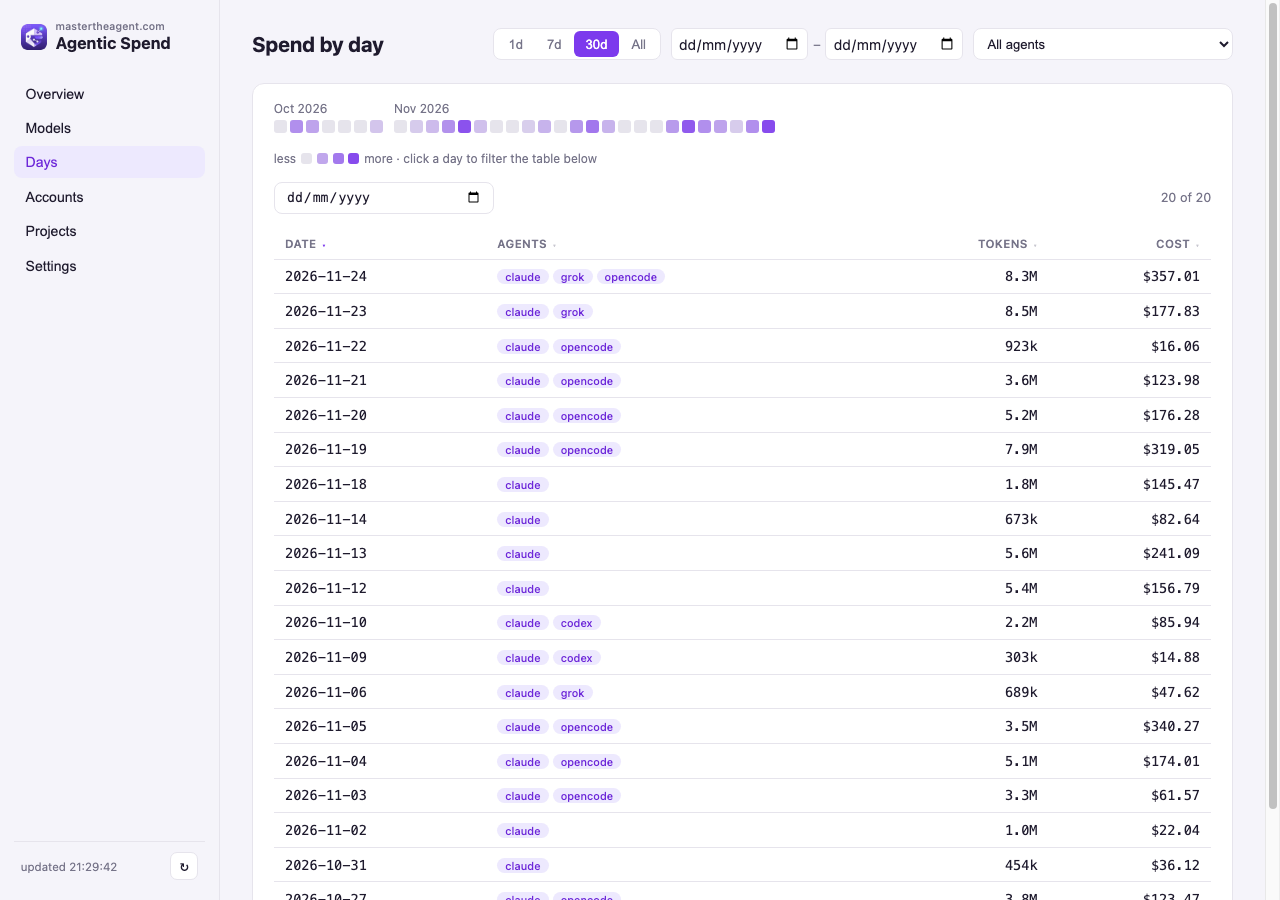 mastertheagent.com
Agentic Spend
Overview
Models
Days
Accounts
Projects
Settings
updated 21:29:42
↻
Spend by day
1d 7d 30d All dd/mm/yyyy – dd/mm/yyyy All agents
Oct 2026 Nov 2026
less more · click a day to filter the table below
dd/mm/yyyy 20 of 20
DATE · AGENTS · TOKENS · COST ·
2026-11-24 claude grok opencode 8.3M $357.01
2026-11-23 claude grok 8.5M $177.83
2026-11-22 claude opencode 923k $16.06
2026-11-21 claude opencode 3.6M $123.98
2026-11-20 claude opencode 5.2M $176.28
2026-11-19 claude opencode 7.9M $319.05
2026-11-18 claude 1.8M $145.47
2026-11-14 claude 673k $82.64
2026-11-13 claude 5.6M $241.09
2026-11-12 claude 5.4M $156.79
2026-11-10 claude codex 2.2M $85.94
2026-11-09 claude codex 303k $14.88
2026-11-06 claude grok 689k $47.62
2026-11-05 claude opencode 3.5M $340.27
2026-11-04 claude opencode 5.1M $174.01
2026-11-03 claude opencode 3.3M $61.57
2026-11-02 claude 1.0M $22.04
2026-10-31 claude 454k $36.12
2026-10-27 claude opencode 3.8M $123.47